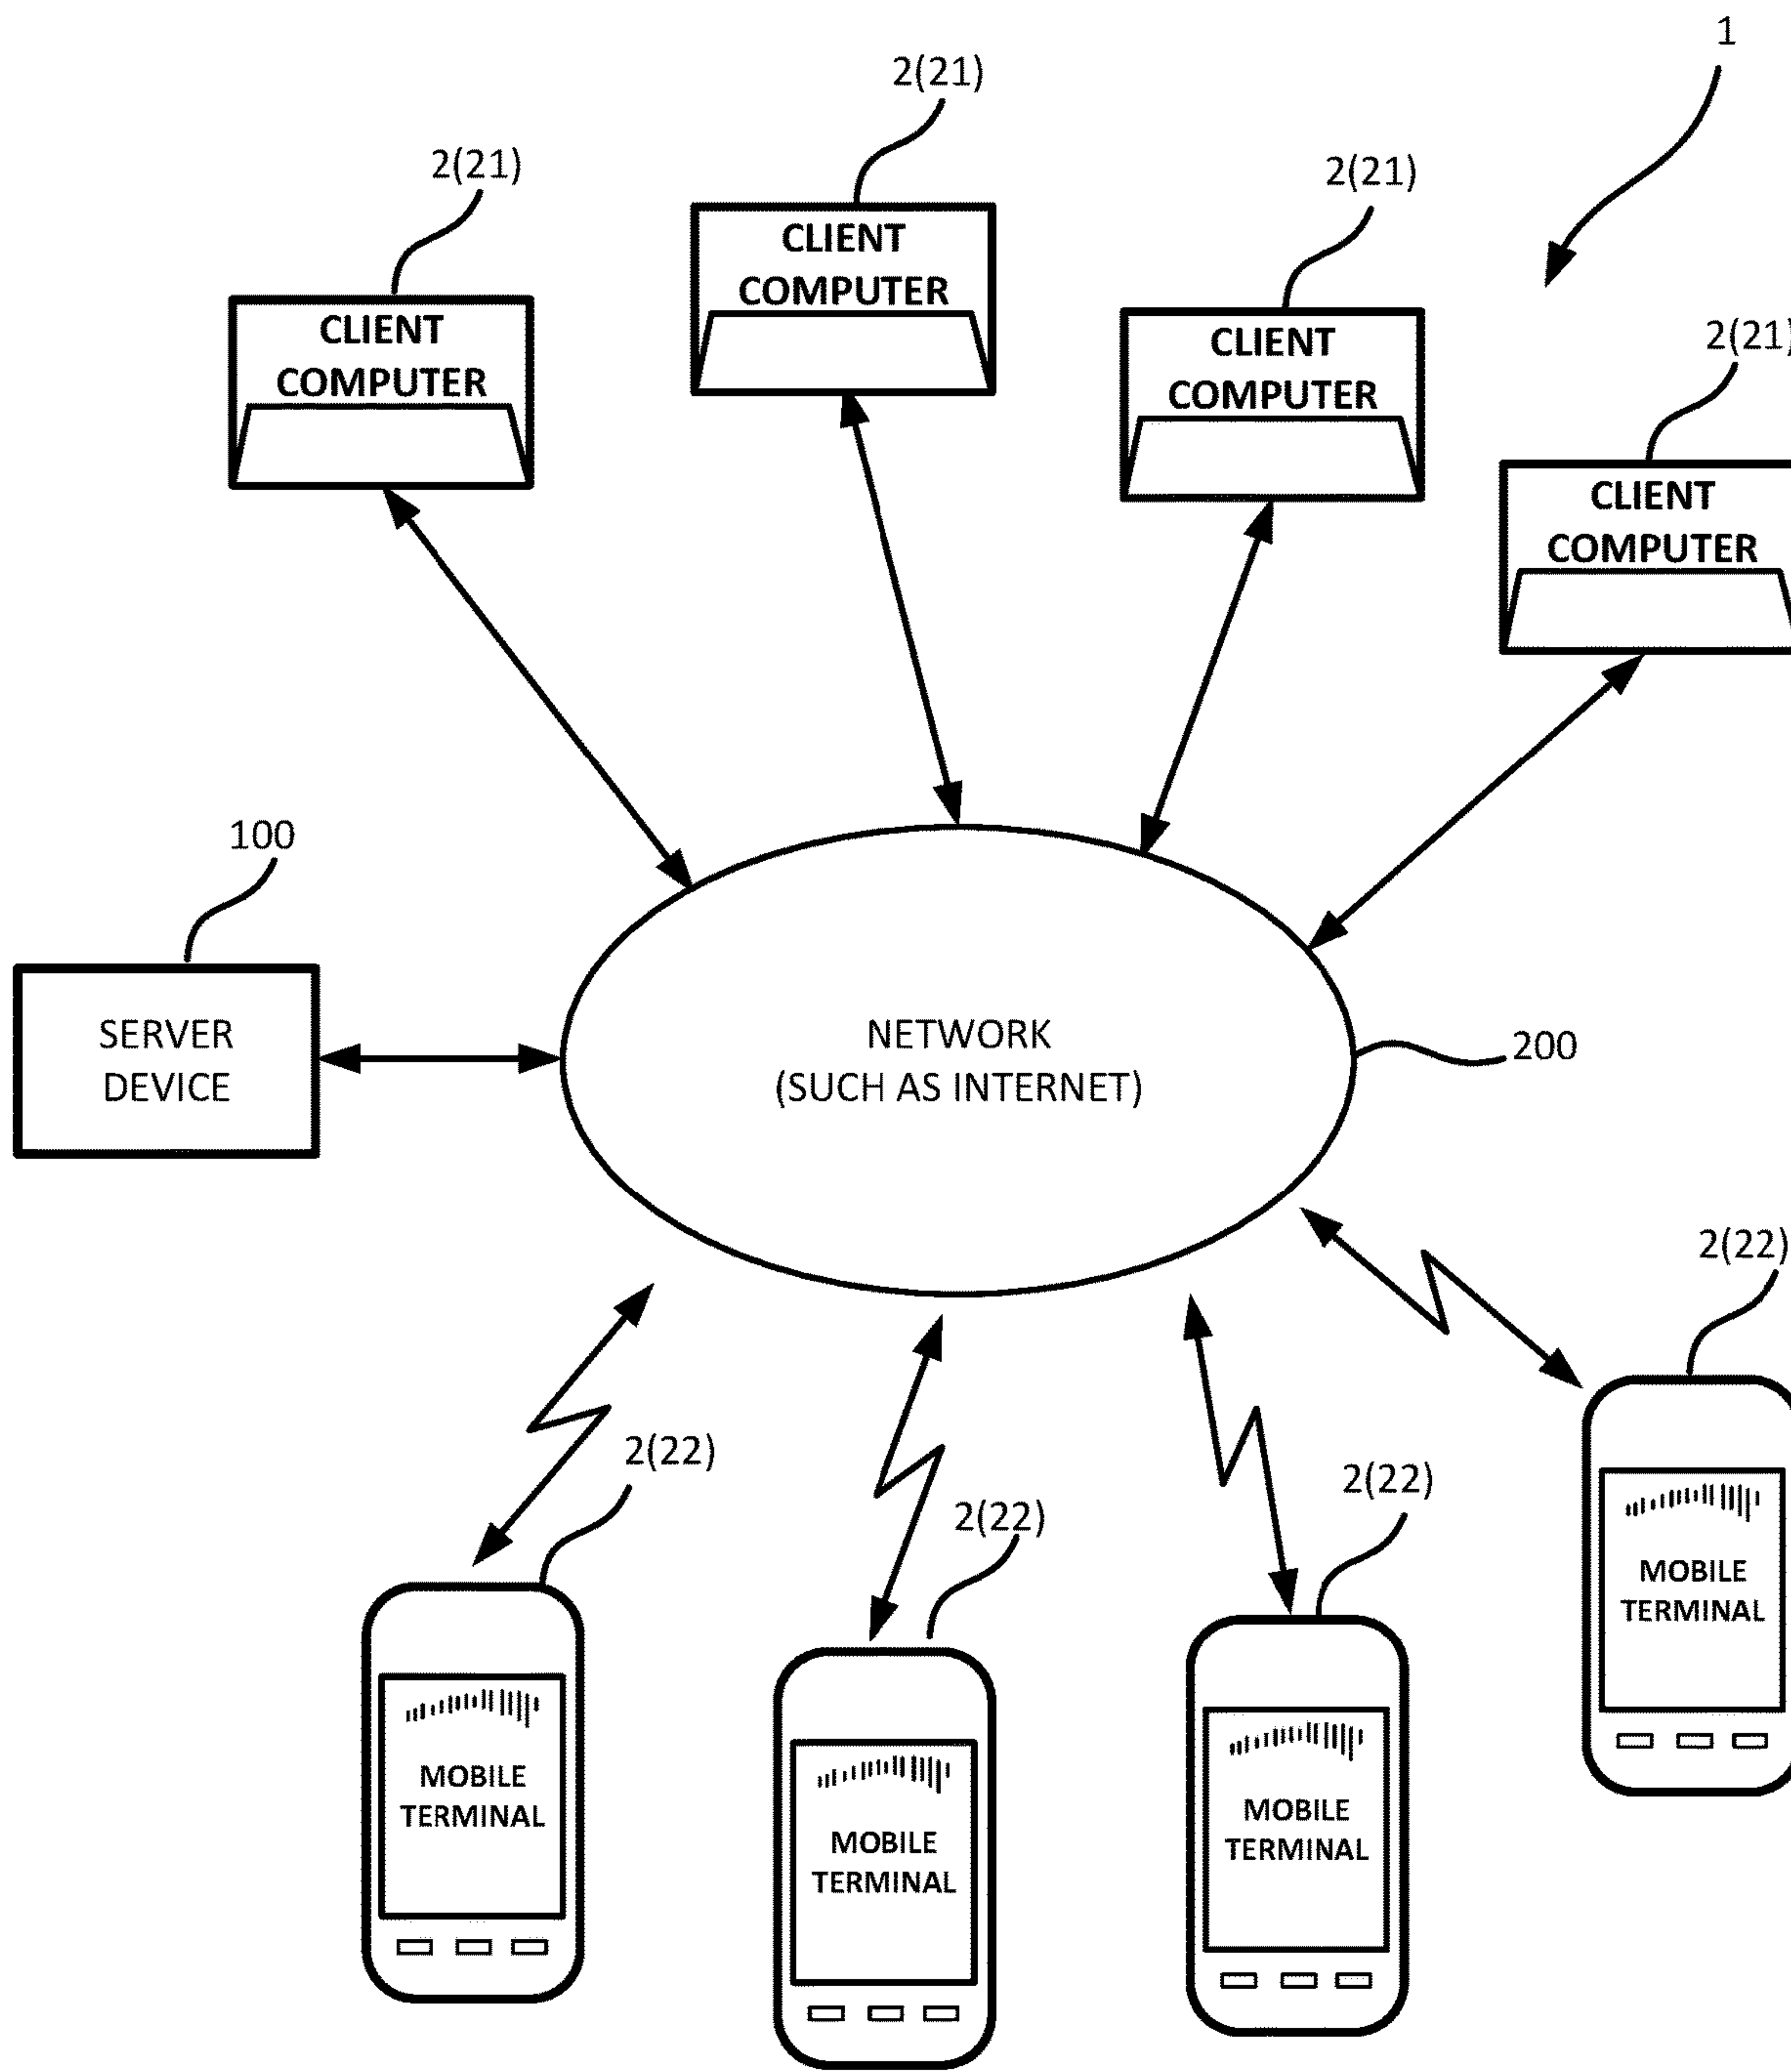 1
2(21)
2(21)
2(21)
2(21)
CLIENT
COMPUTER
CLIENT
COMPUTER
CLIENT
COMPUTER
CLIENT
COMPUTER
100
SERVER
DEVICE
NETWORK
(SUCH AS INTERNET)
200
2(22)
2(22)
2(22)
2(22)
MOBILE
TERMINAL
MOBILE
TERMINAL
MOBILE
TERMINAL
MOBILE
TERMINAL